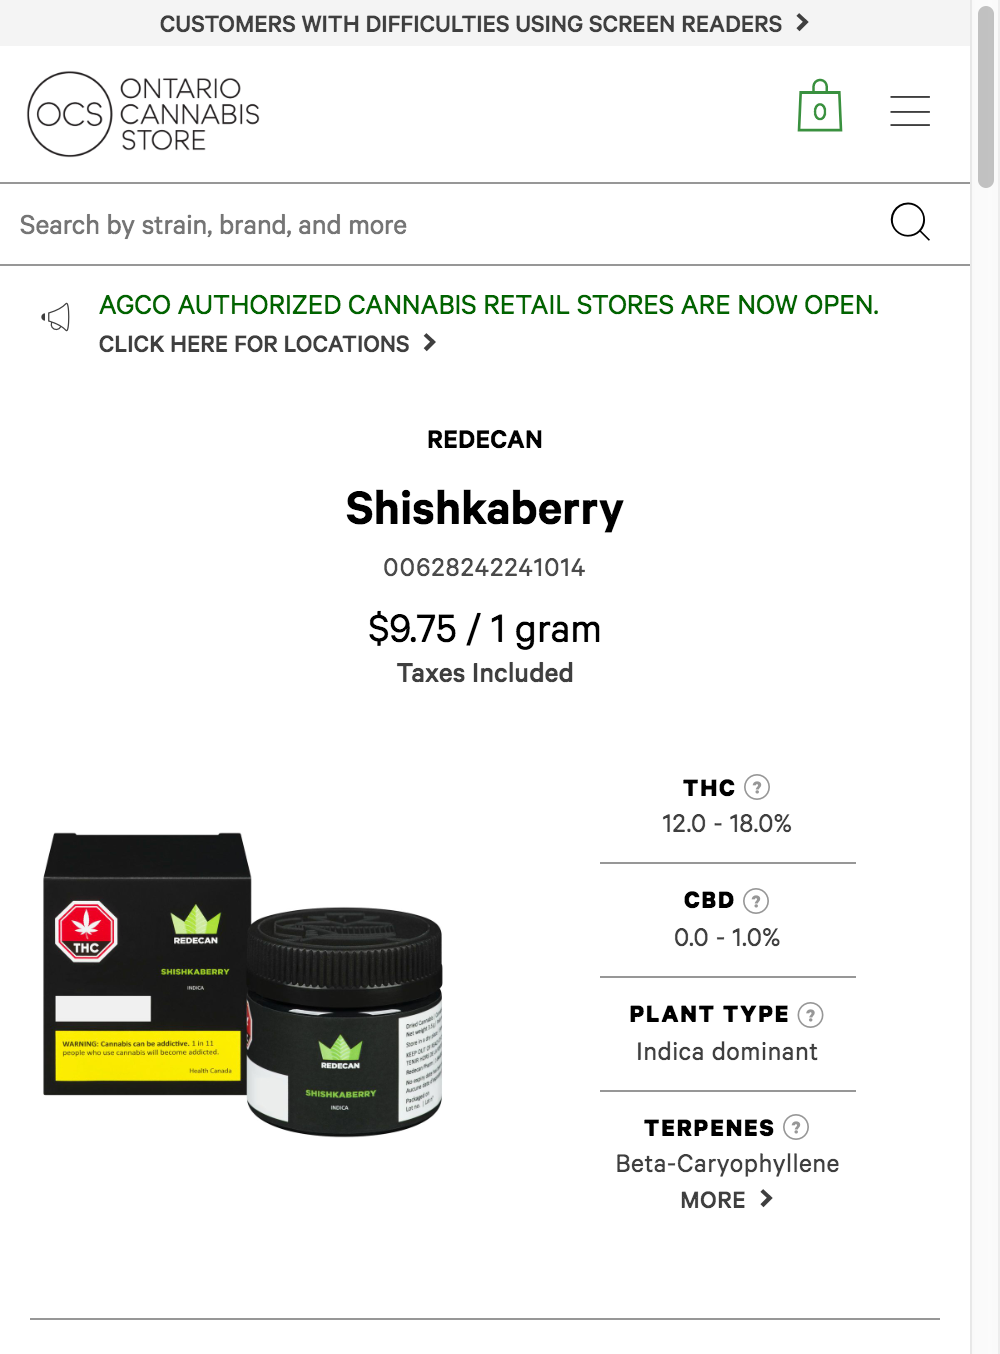 CUSTOMERS WITH DIFFICULTIES USING SCREEN READERS
OCS
ONTARIO
CANNABIS
STORE
0
Search by strain, brand, and more
AGCO AUTHORIZED CANNABIS RETAIL STORES ARE NOW OPEN.
CLICK HERE FOR LOCATIONS
REDECAN
Shishkaberry
00628242241014
$9.75 / 1 gram
Taxes Included
THC ?
12.0 - 18.0%
CBD ?
0.0 - 1.0%
PLANT TYPE ?
Indica dominant
TERPENES ?
Beta-Caryophyllene
MORE
THC
REDECAN
SHISHKABERRY
INDICA
WARNING: Cannabis can be addictive. 1 in 11
people who use cannabis will become addicted.
Health Canada
REDECAN
SHISHKABERRY
INDICA